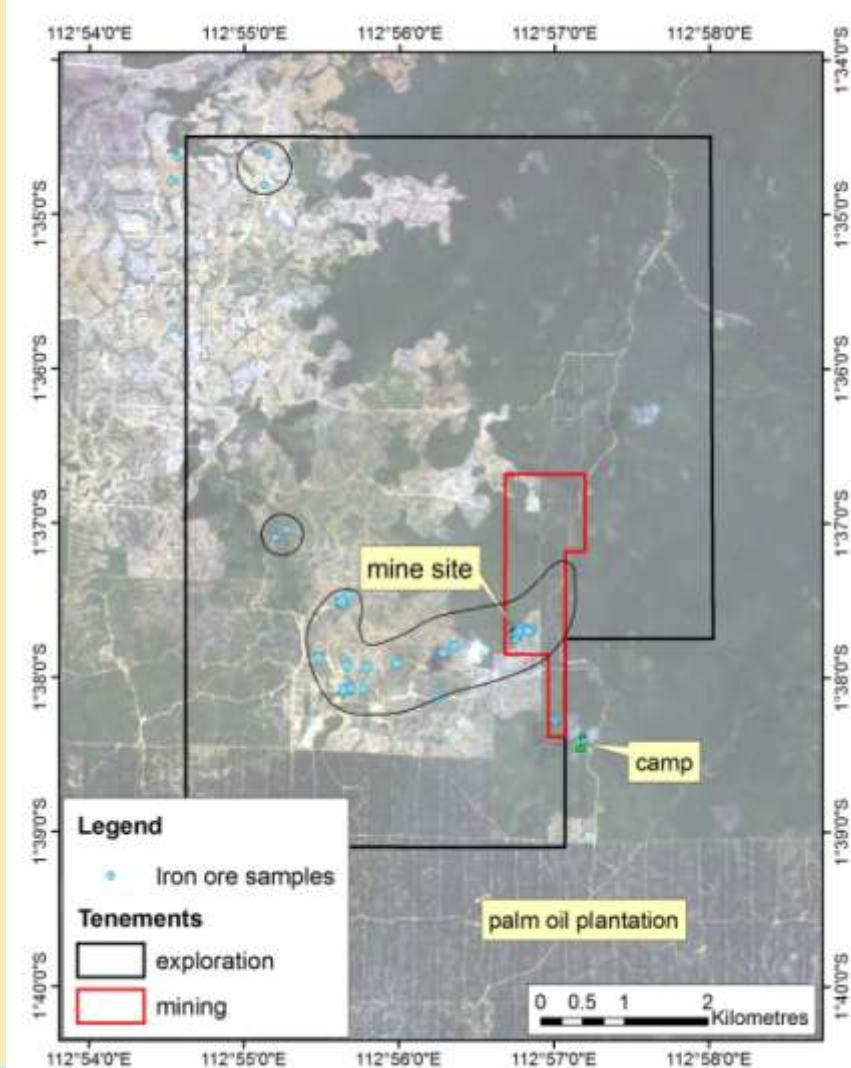 112°54'0"E 112°55'0"E 112°56'0"E 112°57'0"E 112°58'0"E
1°34'0"S 
1°35'0"S 1°35'0"S
1°36'0"S 1°36'0"S
1°37'0"S 1°37'0"S
mine site
1°38'0"S 1°38'0"S
camp
1°39'0"S 1°39'0"S
Legend
Iron ore samples
Tenements
exploration
mining
palm oil plantation
1°40'0"S 1°40'0"S
0 0.5 1 2
Kilometres
112°54'0"E 112°55'0"E 112°56'0"E 112°57'0"E 112°58'0"E